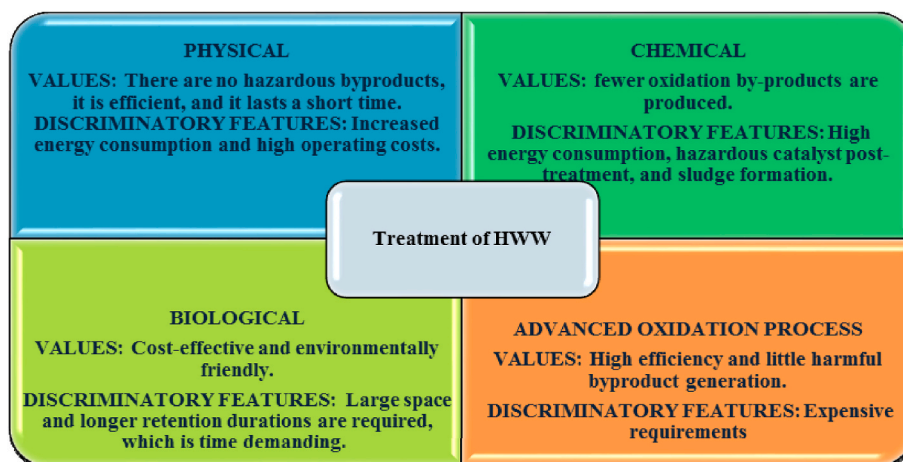 PHYSICAL
VALUES: There are no hazardous byproducts,
it is efficient, and it lasts a short time.
DISCRIMINATORY FEATURES: Increased
energy consumption and high operating costs.
CHEMICAL
VALUES: fewer oxidation by-products are
produced.
DISCRIMINATORY FEATURES: High
energy consumption, hazardous catalyst post-
treatment, and sludge formation.
Treatment of HWW
BIOLOGICAL
VALUES: Cost-effective and environmentally
friendly.
DISCRIMINATORY FEATURES: Large space
and longer retention durations are required,
which is time demanding.
ADVANCED OXIDATION PROCESS
VALUES: High efficiency and little harmful
byproduct generation.
DISCRIMINATORY FEATURES: Expensive
requirements